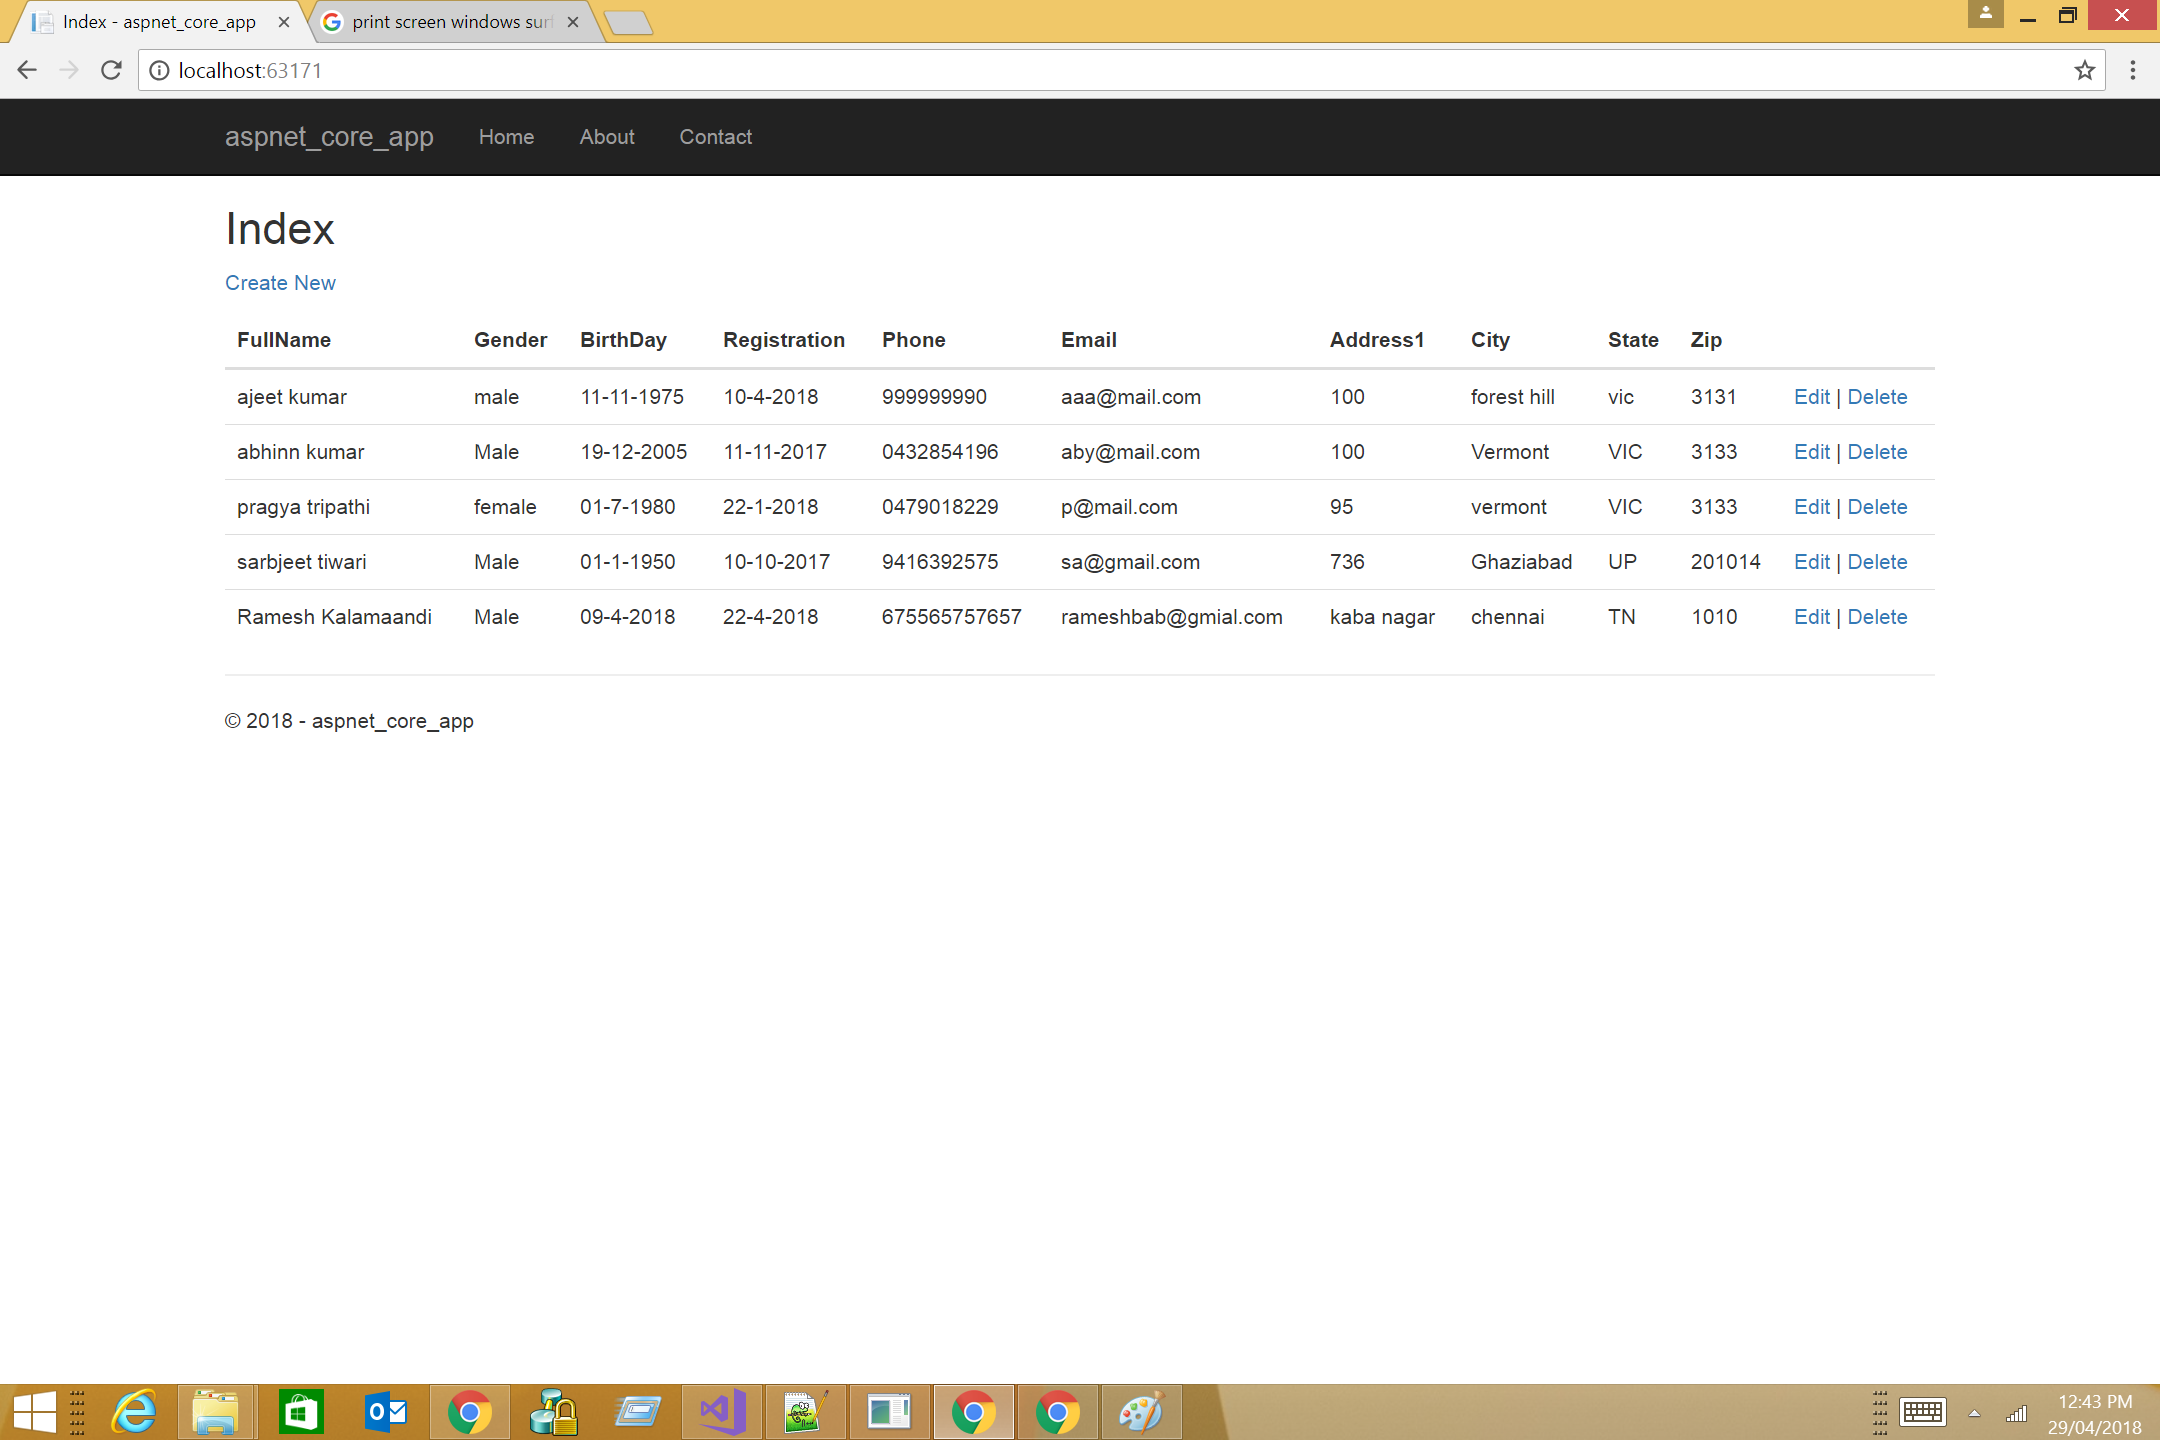 Index - aspnet_core_app
print screen windows sur
localhost:63171
aspnet_core_app Home About Contact
Index
Create New
FullName Gender BirthDay Registration Phone Email Address1 City State Zip
ajeet kumar male 11-11-1975 10-4-2018 999999990 aaa@mail.com 100 forest hill vic 3131 Edit | Delete
abhinn kumar Male 19-12-2005 11-11-2017 0432854196 aby@mail.com 100 Vermont VIC 3133 Edit | Delete
pragya tripathi female 01-7-1980 22-1-2018 0479018229 p@mail.com 95 vermont VIC 3133 Edit | Delete
sarbjeet tiwari Male 01-1-1950 10-10-2017 9416392575 sa@gmail.com 736 Ghaziabad UP 201014 Edit | Delete
Ramesh Kalamaandi Male 09-4-2018 22-4-2018 675565757657 rameshbab@gmial.com kaba nagar chennai TN 1010 Edit | Delete
© 2018 - aspnet_core_app
12:43 PM
29/04/2018